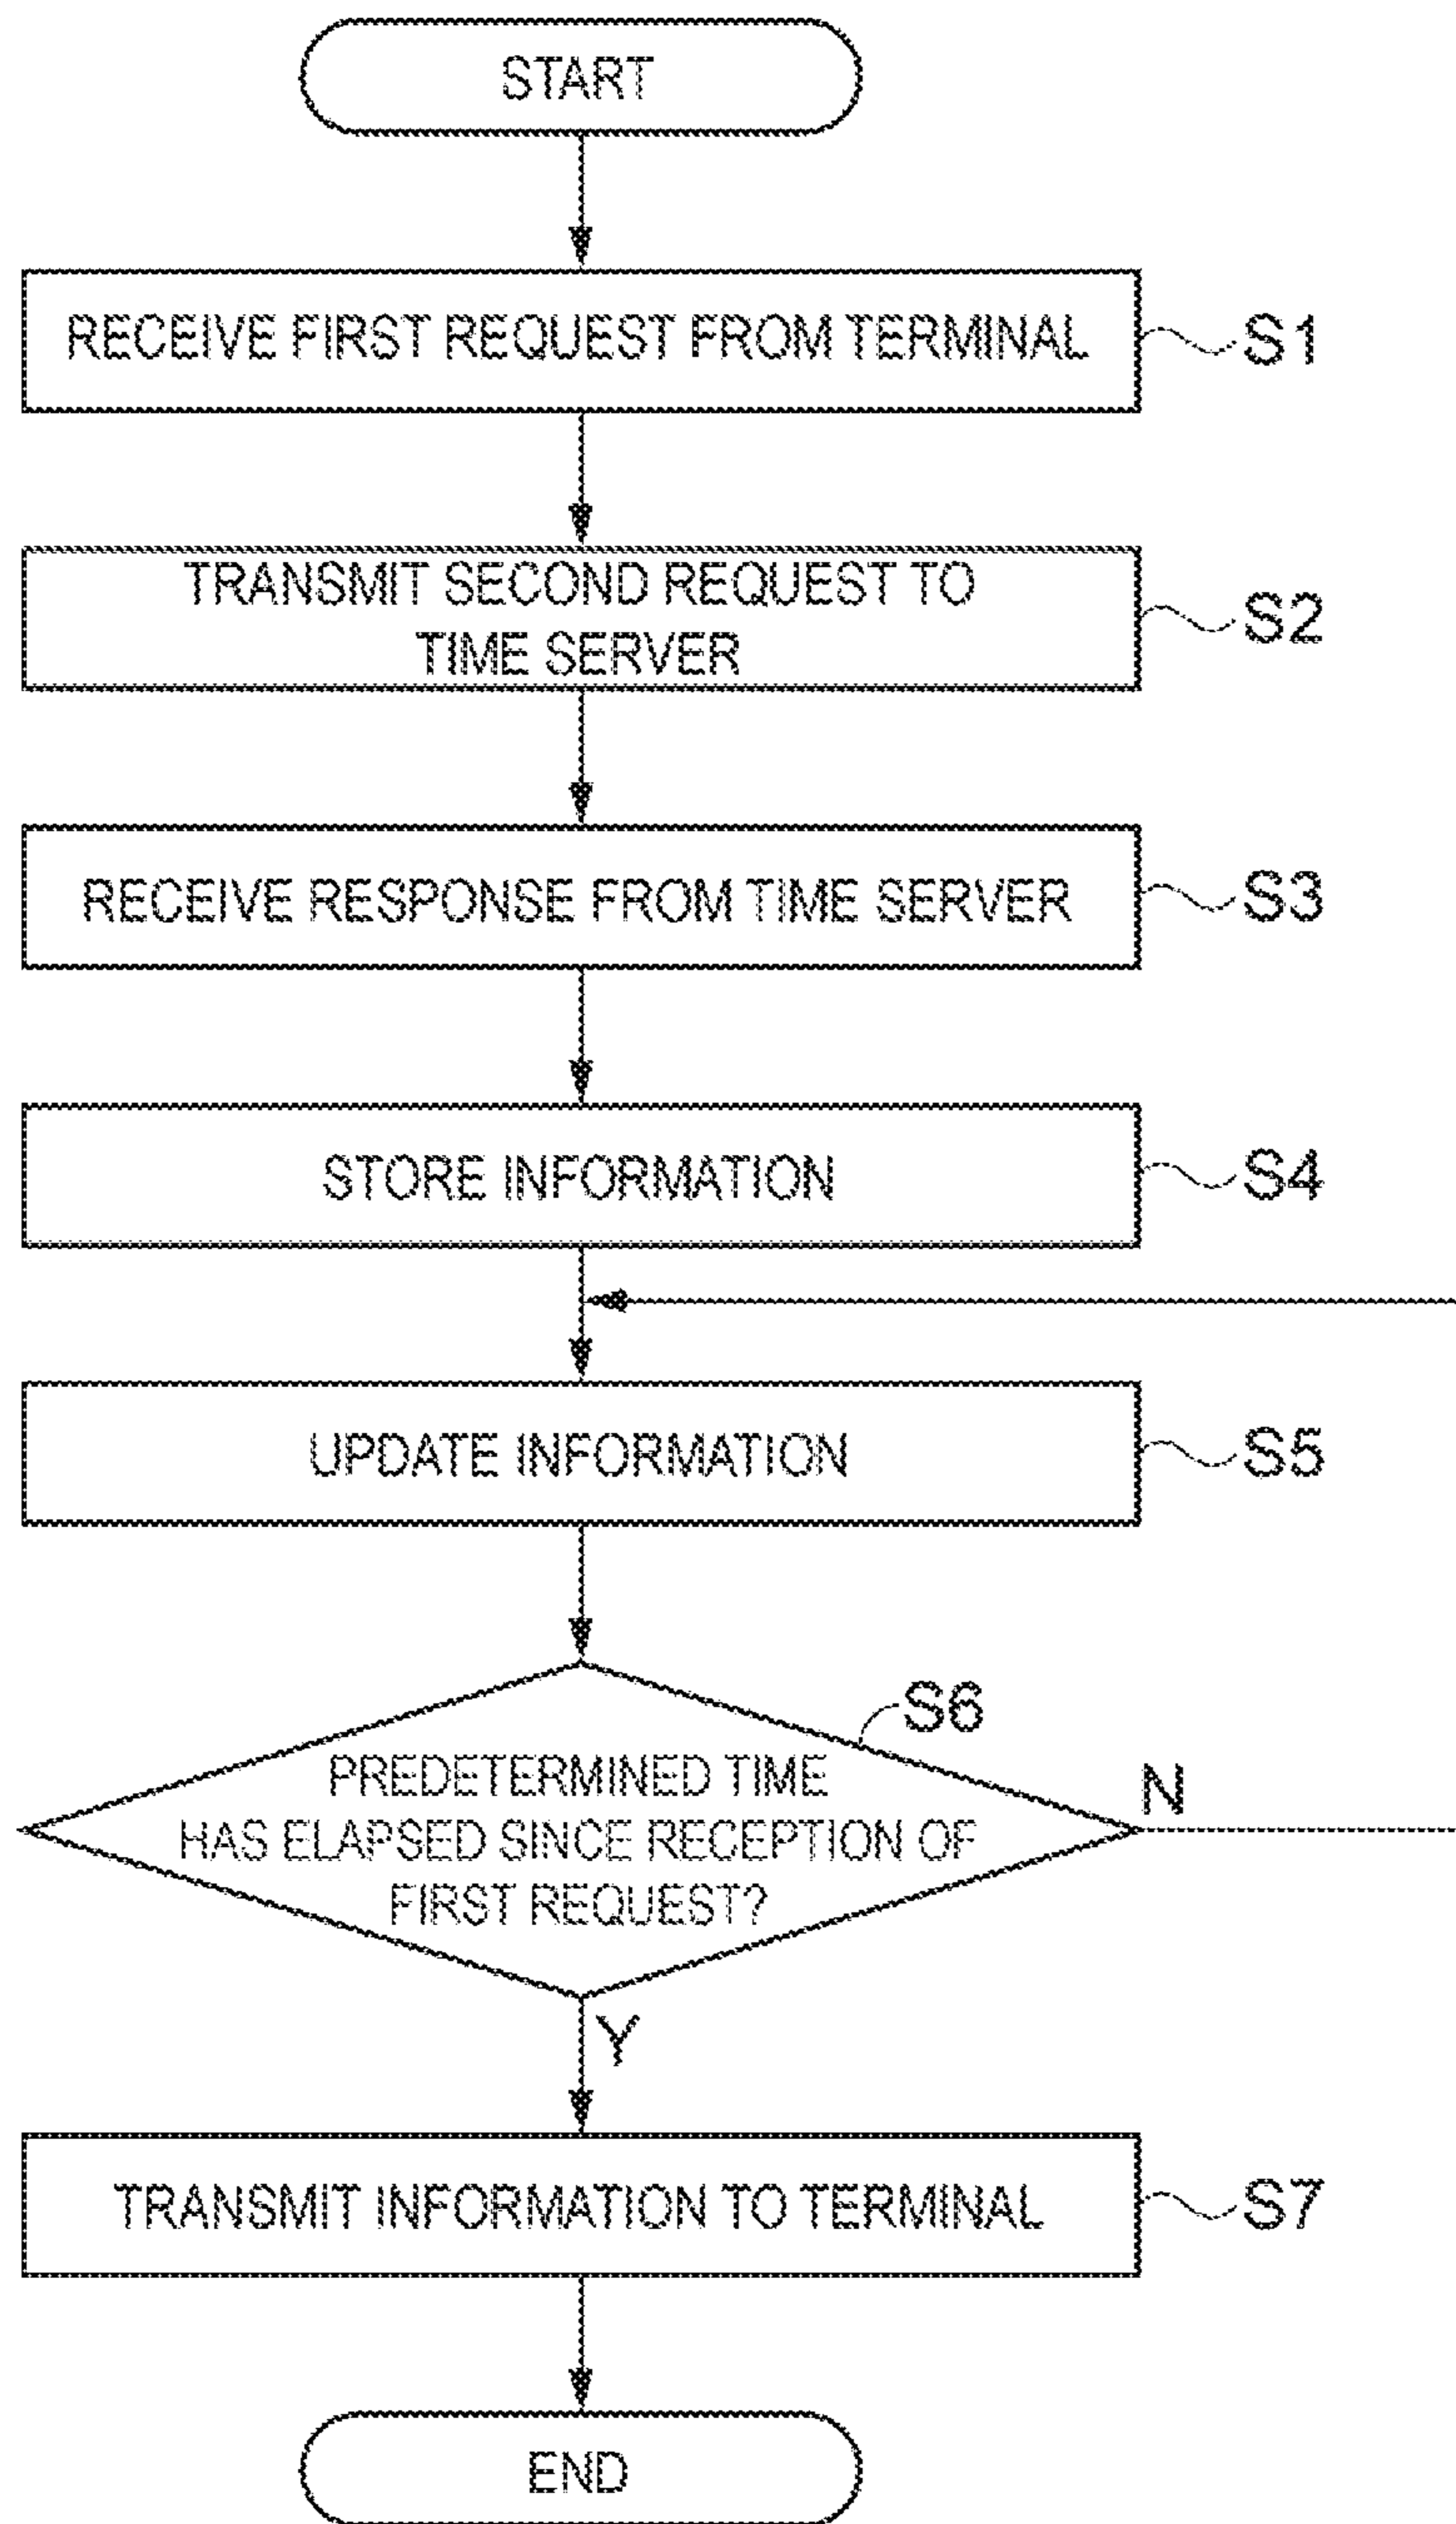 START
RECEIVE FIRST REQUEST FROM TERMINAL
S1
TRANSMIT SECOND REQUEST TO
TIME SERVER
S2
RECEIVE RESPONSE FROM TIME SERVER
S3
STORE INFORMATION
S4
UPDATE INFORMATION
S5
S6
PREDETERMINED TIME
HAS ELAPSED SINCE RECEPTION OF
FIRST REQUEST?
N
Y
TRANSMIT INFORMATION TO TERMINAL
S7
END